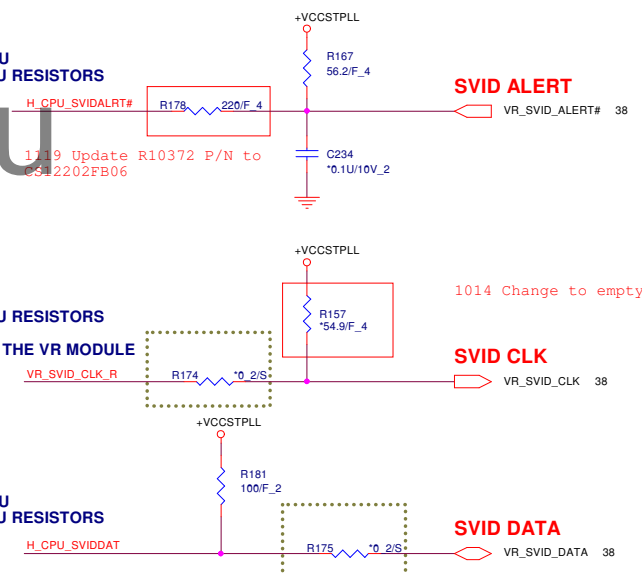 +VCCSTPLL
U
U RESISTORS
R167
56.2/F_4
SVID ALERT
H_CPU_SVIDALRT#
R178
220/F_4
VR_SVID_ALERT# 38
u
1119 Update R10372 P/N to
CS12202FB06
C234
*0.1U/10V_2
+VCCSTPLL
1014 Change to empty
U RESISTORS
R157
*54.9/F_4
THE VR MODULE
SVID CLK
VR_SVID_CLK_R
R174
*0_2/S
VR_SVID_CLK 38
+VCCSTPLL
R181
100/F_2
U
U RESISTORS
SVID DATA
H_CPU_SVIDDAT
R175
*0_2/S
VR_SVID_DATA 38